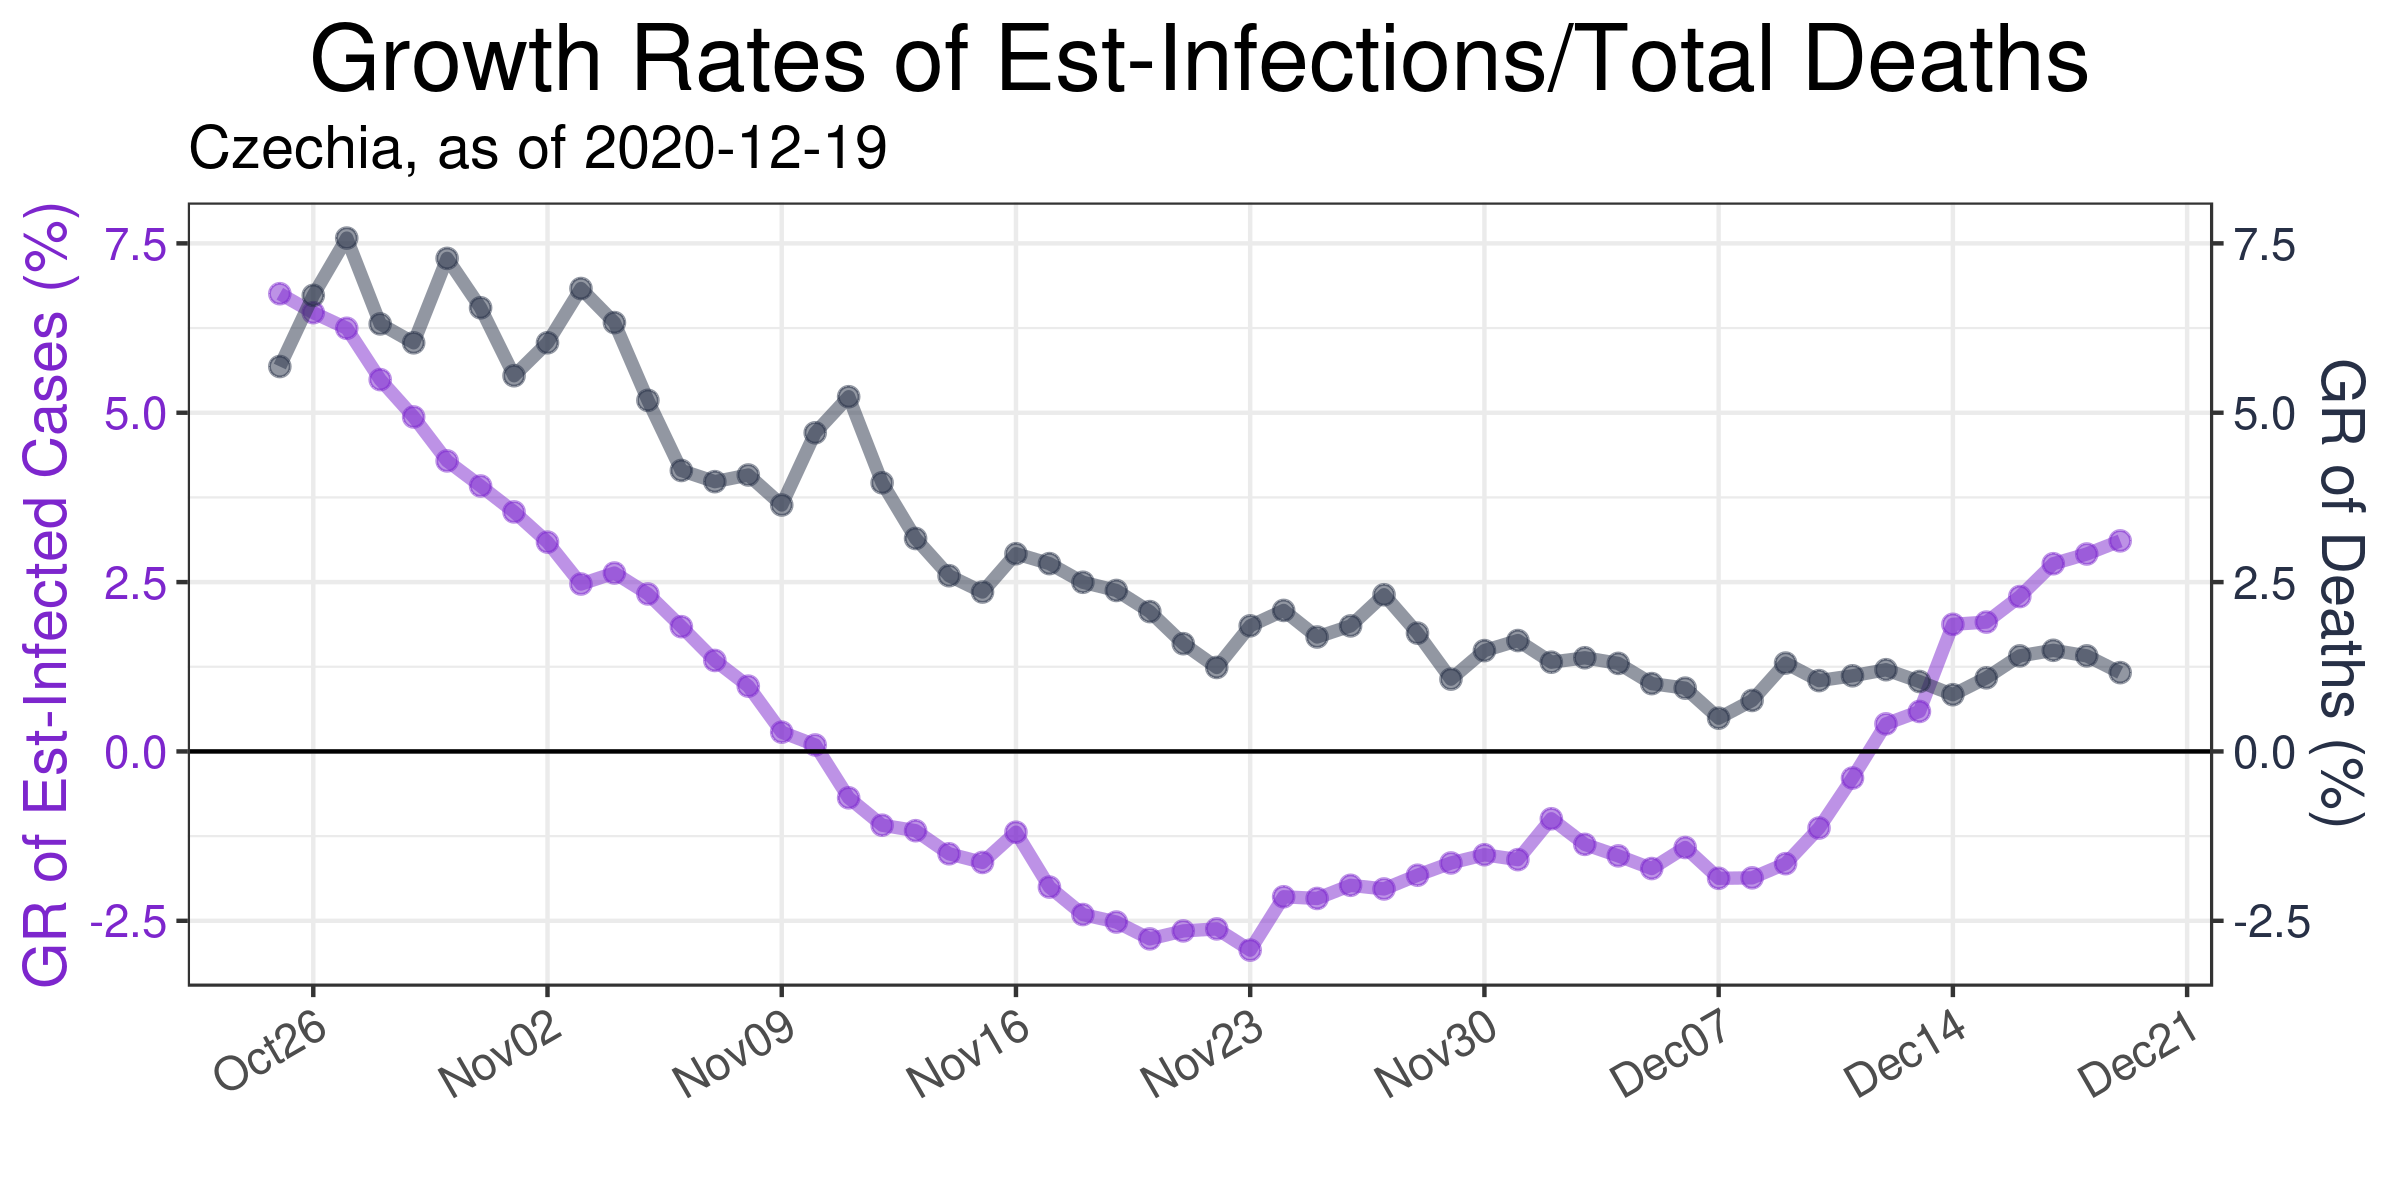 Growth Rates of Est-Infections/Total Deaths
Czechia, as of 2020-12-19
GR of Est-Infected Cases (%)
7.5
5.0
2.5
0.0
-2.5
7.5
5.0
2.5
0.0
-2.5
GR of Deaths (%)
Oct26
Nov02
Nov09
Nov16
Nov23
Nov30
Dec07
Dec14
Dec21